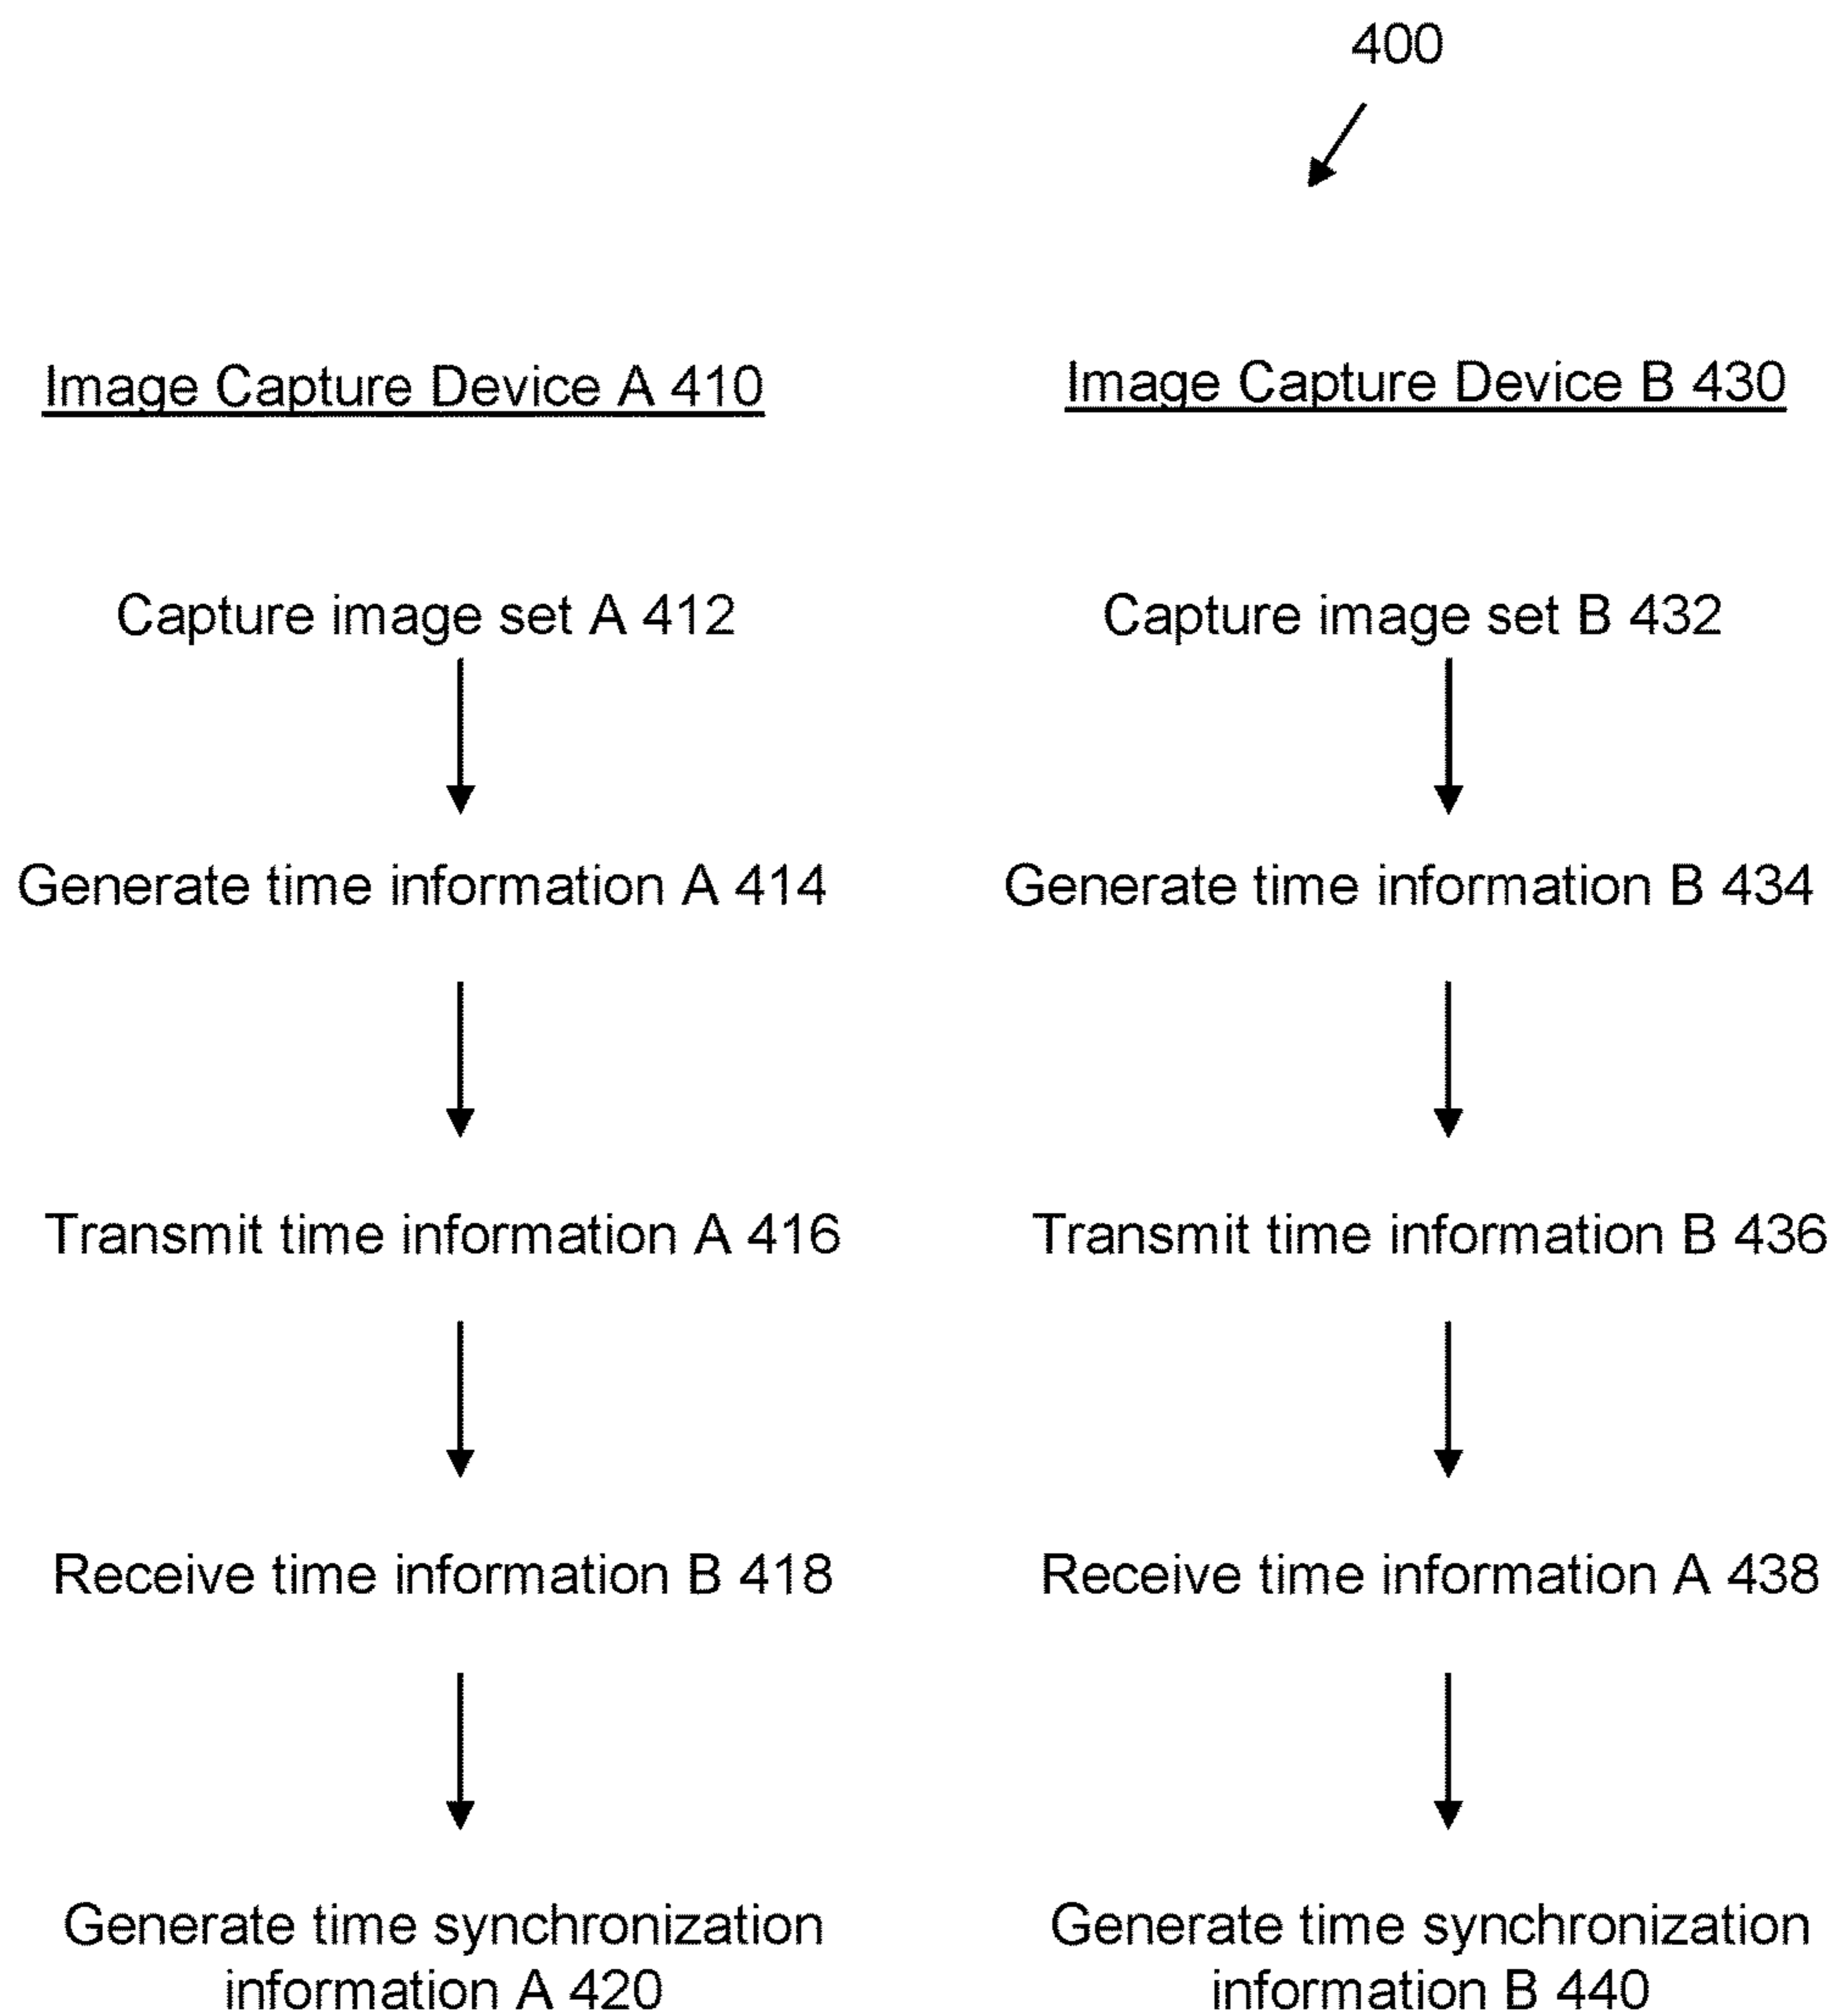 400
Image Capture Device A 410
Capture image set A 412
Generate time information A 414
Transmit time information A 416
Receive time information B 418
Generate time synchronization
information A 420
Image Capture Device B 430
Capture image set B 432
Generate time information B 434
Transmit time information B 436
Receive time information A 438
Generate time synchronization
information B 440